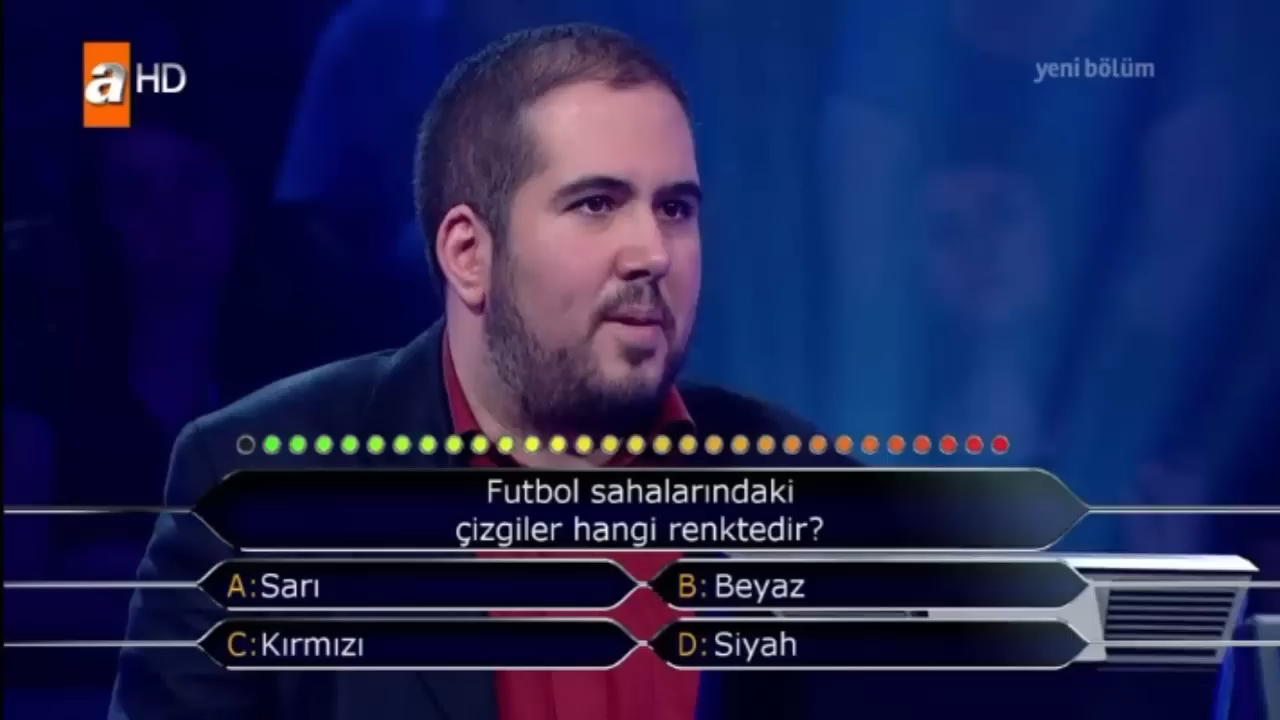 a HD
yeni bölüm
Futbol sahalarındaki
çizgiler hangi renktedir?
A: Sarı
B: Beyaz
C: Kırmızı
D: Siyah